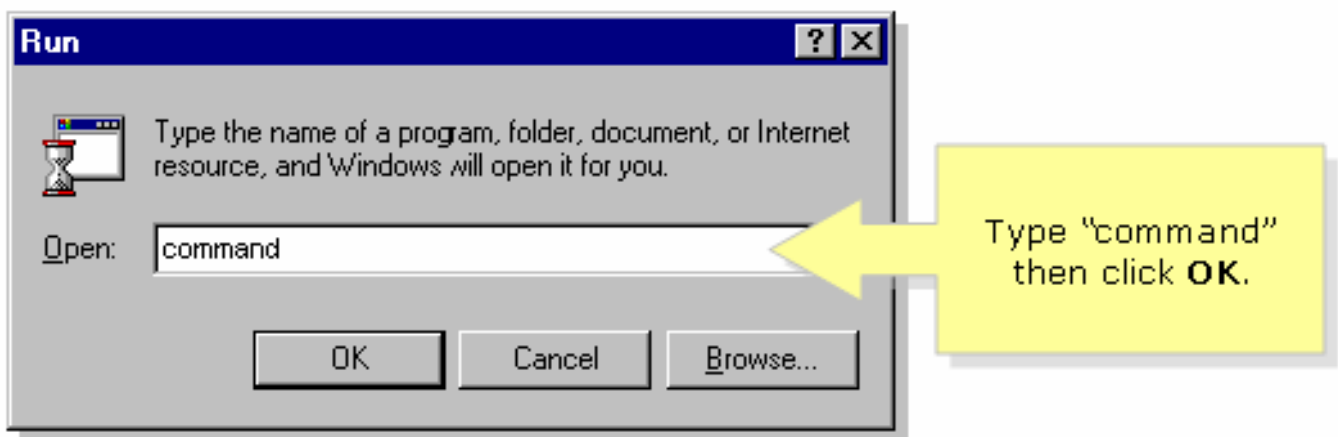 Run
Type the name of a program, folder, document, or Internet
resource, and Windows will open it for you.
Open:
command
Type “command”
then click OK.
OK
Cancel
Browse...